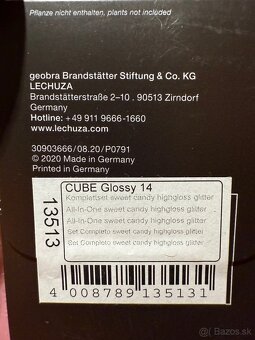 Pflanze nicht enthalten / plants not included
geobra Brandstätter Stiftung & Co. KG
LECHUZA
Brandstätterstraße 2–10 . 90513 Zirndorf
Germany
Hotline: +49 911 9666-1660
www.lechuza.com
30903666 /08.20 / P0791
© 2020 Made in Germany
Printed in Germany
13513
CUBE Glossy 14
Komplettset sweet candy highgloss glitter
All-In-One sweet candy highgloss glitter
All-In-One sweet candy highgloss glitter
Set Completo sweet candy highgloss glitter
Set Completo sweet candy highgloss glitter
4 008789 135131
bazos.sk